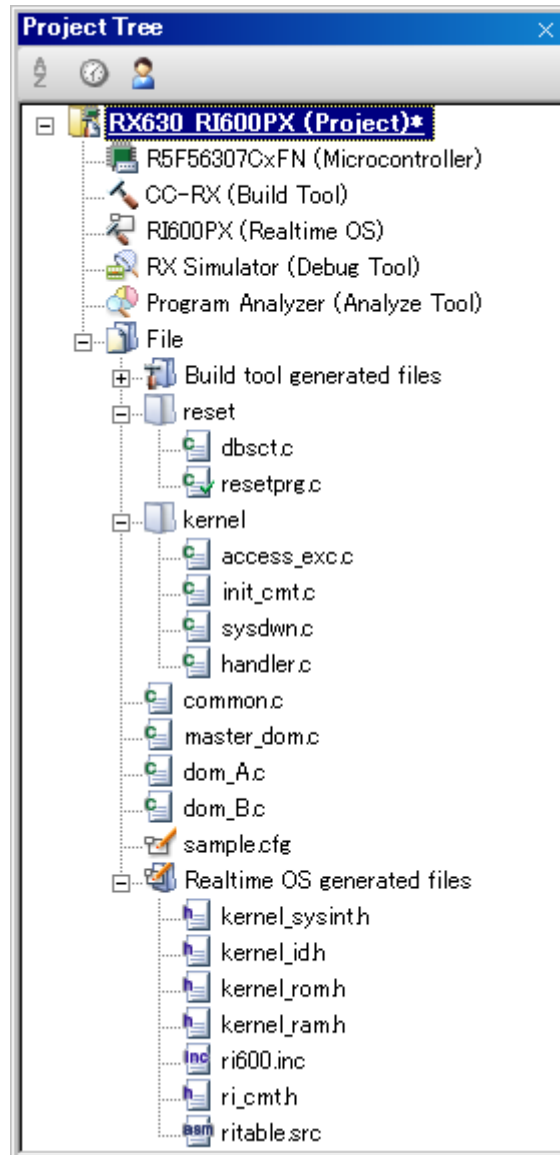 Project Tree
RX630_RI600PX (Project)*
R5F56307CxFN (Microcontroller)
CC-RX (Build Tool)
RI600PX (Realtime OS)
RX Simulator (Debug Tool)
Program Analyzer (Analyze Tool)
File
Build tool generated files
reset
dbsct.c
resetprg.c
kernel
access_exc.c
init_cmt.c
sysdwn.c
handler.c
common.c
master_dom.c
dom_A.c
dom_B.c
sample.cfg
Realtime OS generated files
kernel_sysint.h
kernel_id.h
kernel_rom.h
kernel_ram.h
ri600.inc
ri_cmt.h
ritable.src